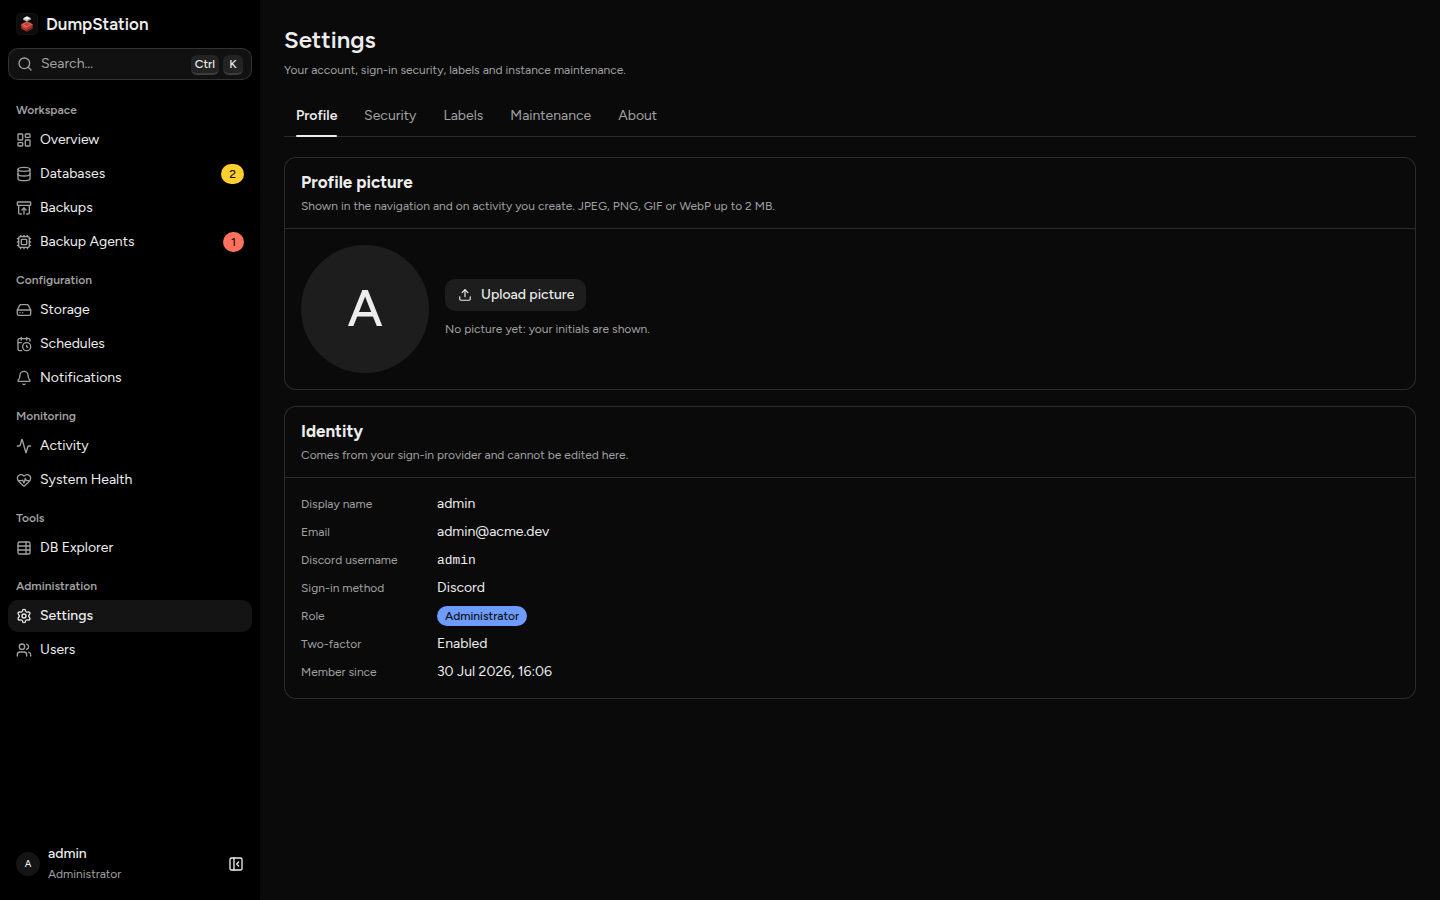 DumpStation
Search...
Ctrl K
Workspace
Overview
Databases 2
Backups
Backup Agents 1
Configuration
Storage
Schedules
Notifications
Monitoring
Activity
System Health
Tools
DB Explorer
Administration
Settings
Users
A
admin
Administrator
Settings
Your account, sign-in security, labels and instance maintenance.
Profile Security Labels Maintenance About
Profile picture
Shown in the navigation and on activity you create. JPEG, PNG, GIF or WebP up to 2 MB.
A
Upload picture
No picture yet: your initials are shown.
Identity
Comes from your sign-in provider and cannot be edited here.
Display name admin
Email admin@acme.dev
Discord username admin
Sign-in method Discord
Role Administrator
Two-factor Enabled
Member since 30 Jul 2026, 16:06